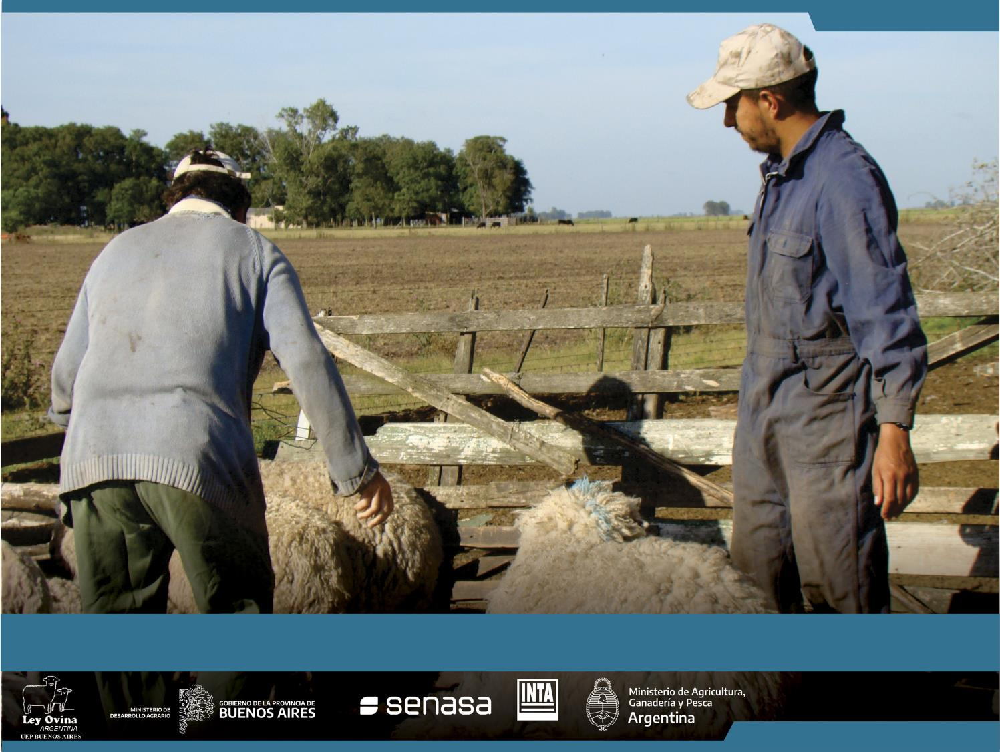 Ley Ovina
ARGENTINA
UEP BUENOS AIRES
MINISTERIO DE
DESARROLLO AGRARIO
GOBIERNO DE LA PROVINCIA DE
BUENOS AIRES
senasa
INTA
Ministerio de Agricultura,
Ganadería y Pesca
Argentina